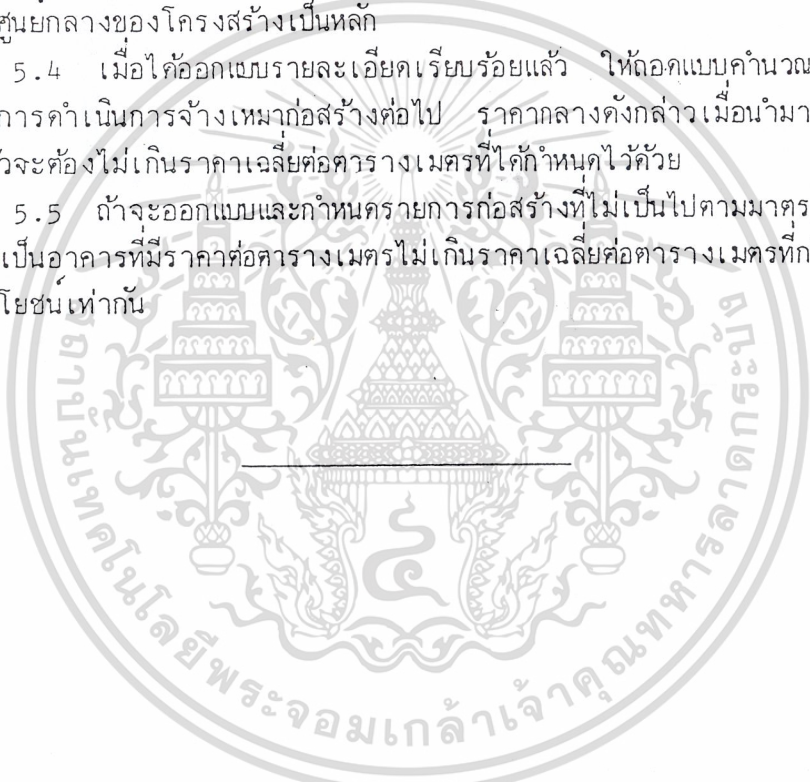 ศูนยกลางของโครงสร้างเป็นหลัก
5.4 เมื่อได้ออกแบบรายละเอียดเรียบร้อยแล้ว ให้ถอดแบบคำนวณ
การดำเนินการจ้างเหมาก่อสร้างต่อไป ราคากลางดังกล่าวเมื่อนำมา
จะต้องไม่เกินราคาเฉลี่ยต่อตารางเมตรที่ได้กำหนดไว้ด้วย
5.5 ถ้าจะออกแบบและกำหนดรายการก่อสร้างที่ไม่เป็นไปตามมาตร
เป็นอาคารที่มีราคาต่อตารางเมตรไม่เกินราคาเฉลี่ยต่อตารางเมตรที่ก
โยชน์เท่ากัน
สถาบันเทคโนโลยีพระจอมเกล้าเจ้าคุณทหารลาดกระบัง